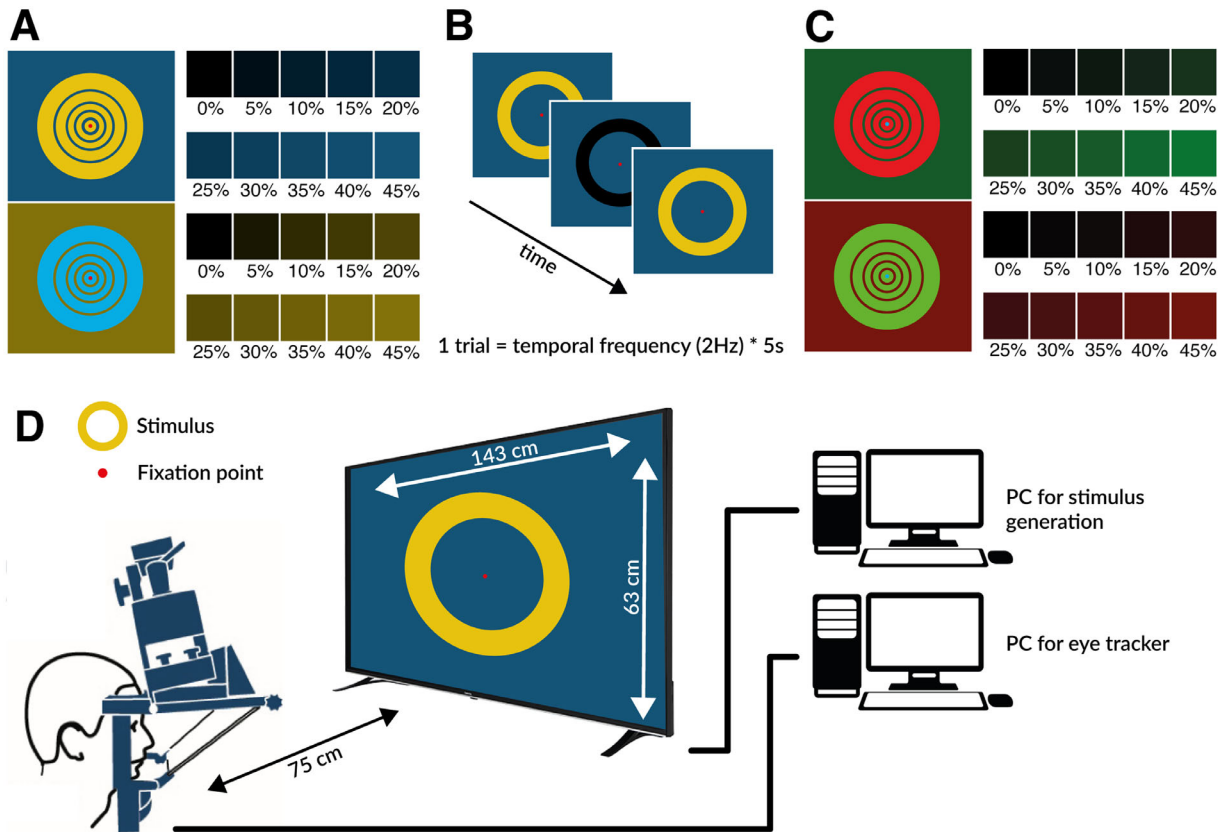 A
0% 5% 10% 15% 20%
25% 30% 35% 40% 45%
0% 5% 10% 15% 20%
25% 30% 35% 40% 45%
B
time
1 trial = temporal frequency (2Hz) * 5s
C
0% 5% 10% 15% 20%
25% 30% 35% 40% 45%
0% 5% 10% 15% 20%
25% 30% 35% 40% 45%
D
Stimulus
Fixation point
143 cm
63 cm
75 cm
PC for stimulus
generation
PC for eye tracker